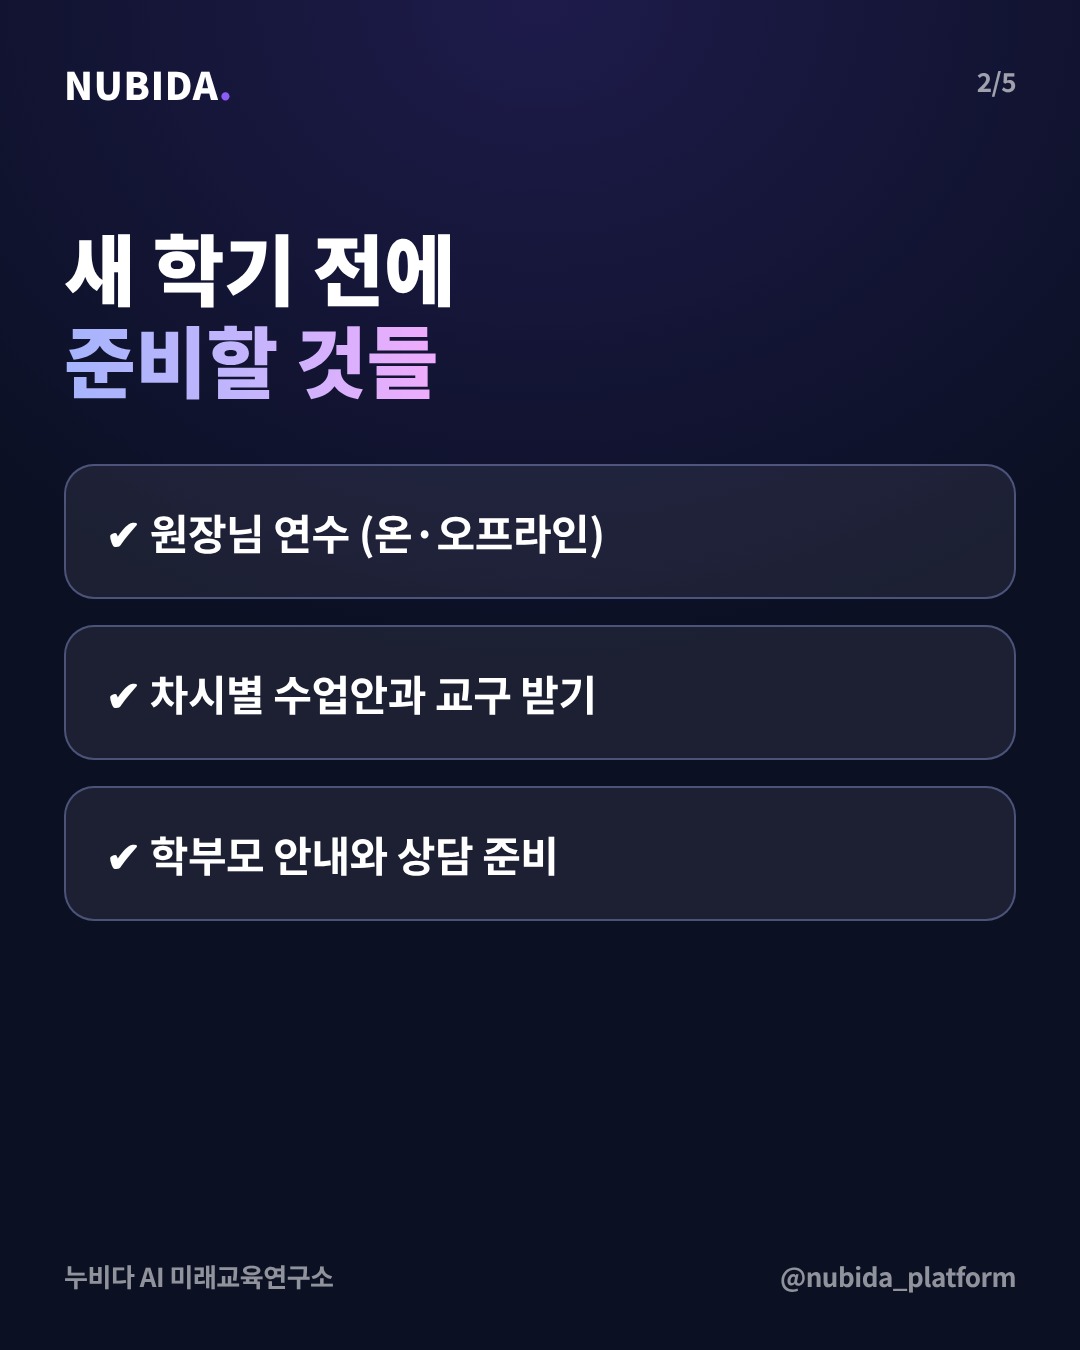 NUBIDA.
2/5
새 학기 전에
준비할 것들
✔ 원장님 연수 (온·오프라인)
✔ 차시별 수업안과 교구 받기
✔ 학부모 안내와 상담 준비
누비다 AI 미래교육연구소
@nubida_platform